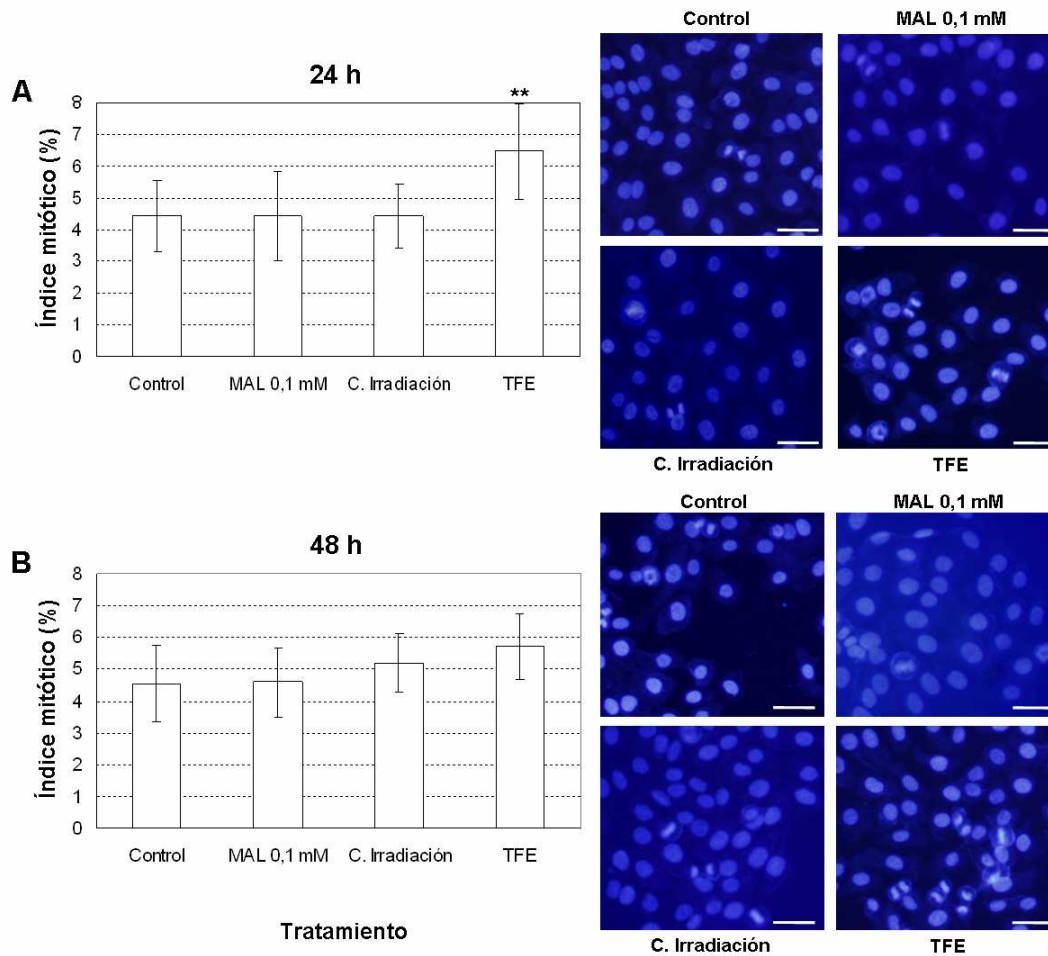 A
24 h
**
Índice mitótico (%)
8
7
6
5
4
3
2
1
0
Control
MAL 0,1 mM
C. Irradiación
TFE
Control
MAL 0,1 mM
C. Irradiación
TFE
B
48 h
Índice mitótico (%)
8
7
6
5
4
3
2
1
0
Control
MAL 0,1 mM
C. Irradiación
TFE
Tratamiento
Control
MAL 0,1 mM
C. Irradiación
TFE